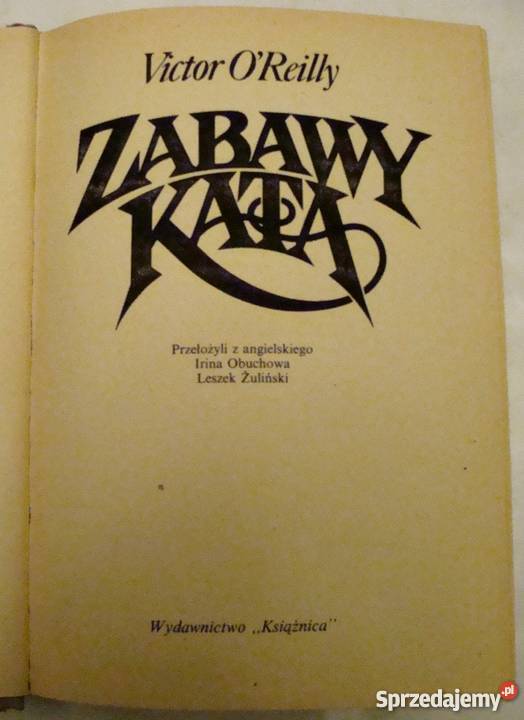 Victor O'Reilly
ZABAWY
KATA
Przełożyli z angielskiego
Irina Obuchowa
Leszek Żuliński
Wydawnictwo „Książnica"
Sprzedajemy.pl